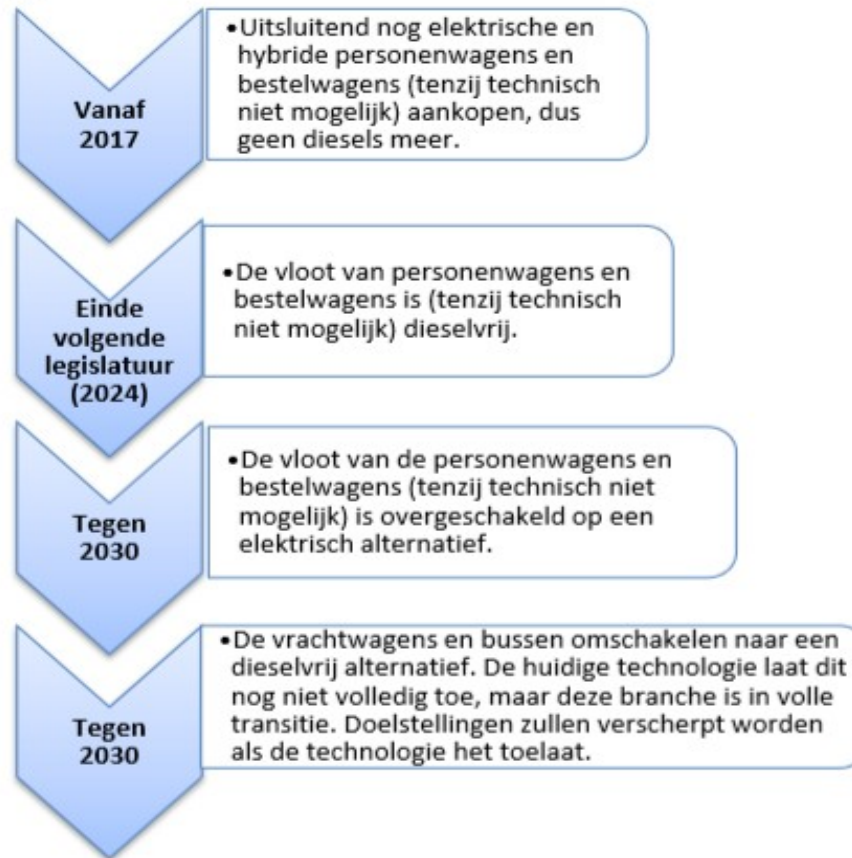 Vanaf
2017
•Uitsluitend nog elektrische en
hybride personenwagens en
bestelwagens (tenzij technisch
niet mogelijk) aankopen, dus
geen diesels meer.
Einde
volgende
legislatuur
(2024)
•De vloot van personenwagens en
bestelwagens is (tenzij technisch
niet mogelijk) dieselvrij.
Tegen
2030
•De vloot van de personenwagens en
bestelwagens (tenzij technisch niet
mogelijk) is overgeschakeld op een
elektrisch alternatief.
Tegen
2030
•De vrachtwagens en bussen omschakelen naar een
dieselvrij alternatief. De huidige technologie laat dit
nog niet volledig toe, maar deze branche is in volle
transitie. Doelstellingen zullen verscherpt worden
als de technologie het toelaat.